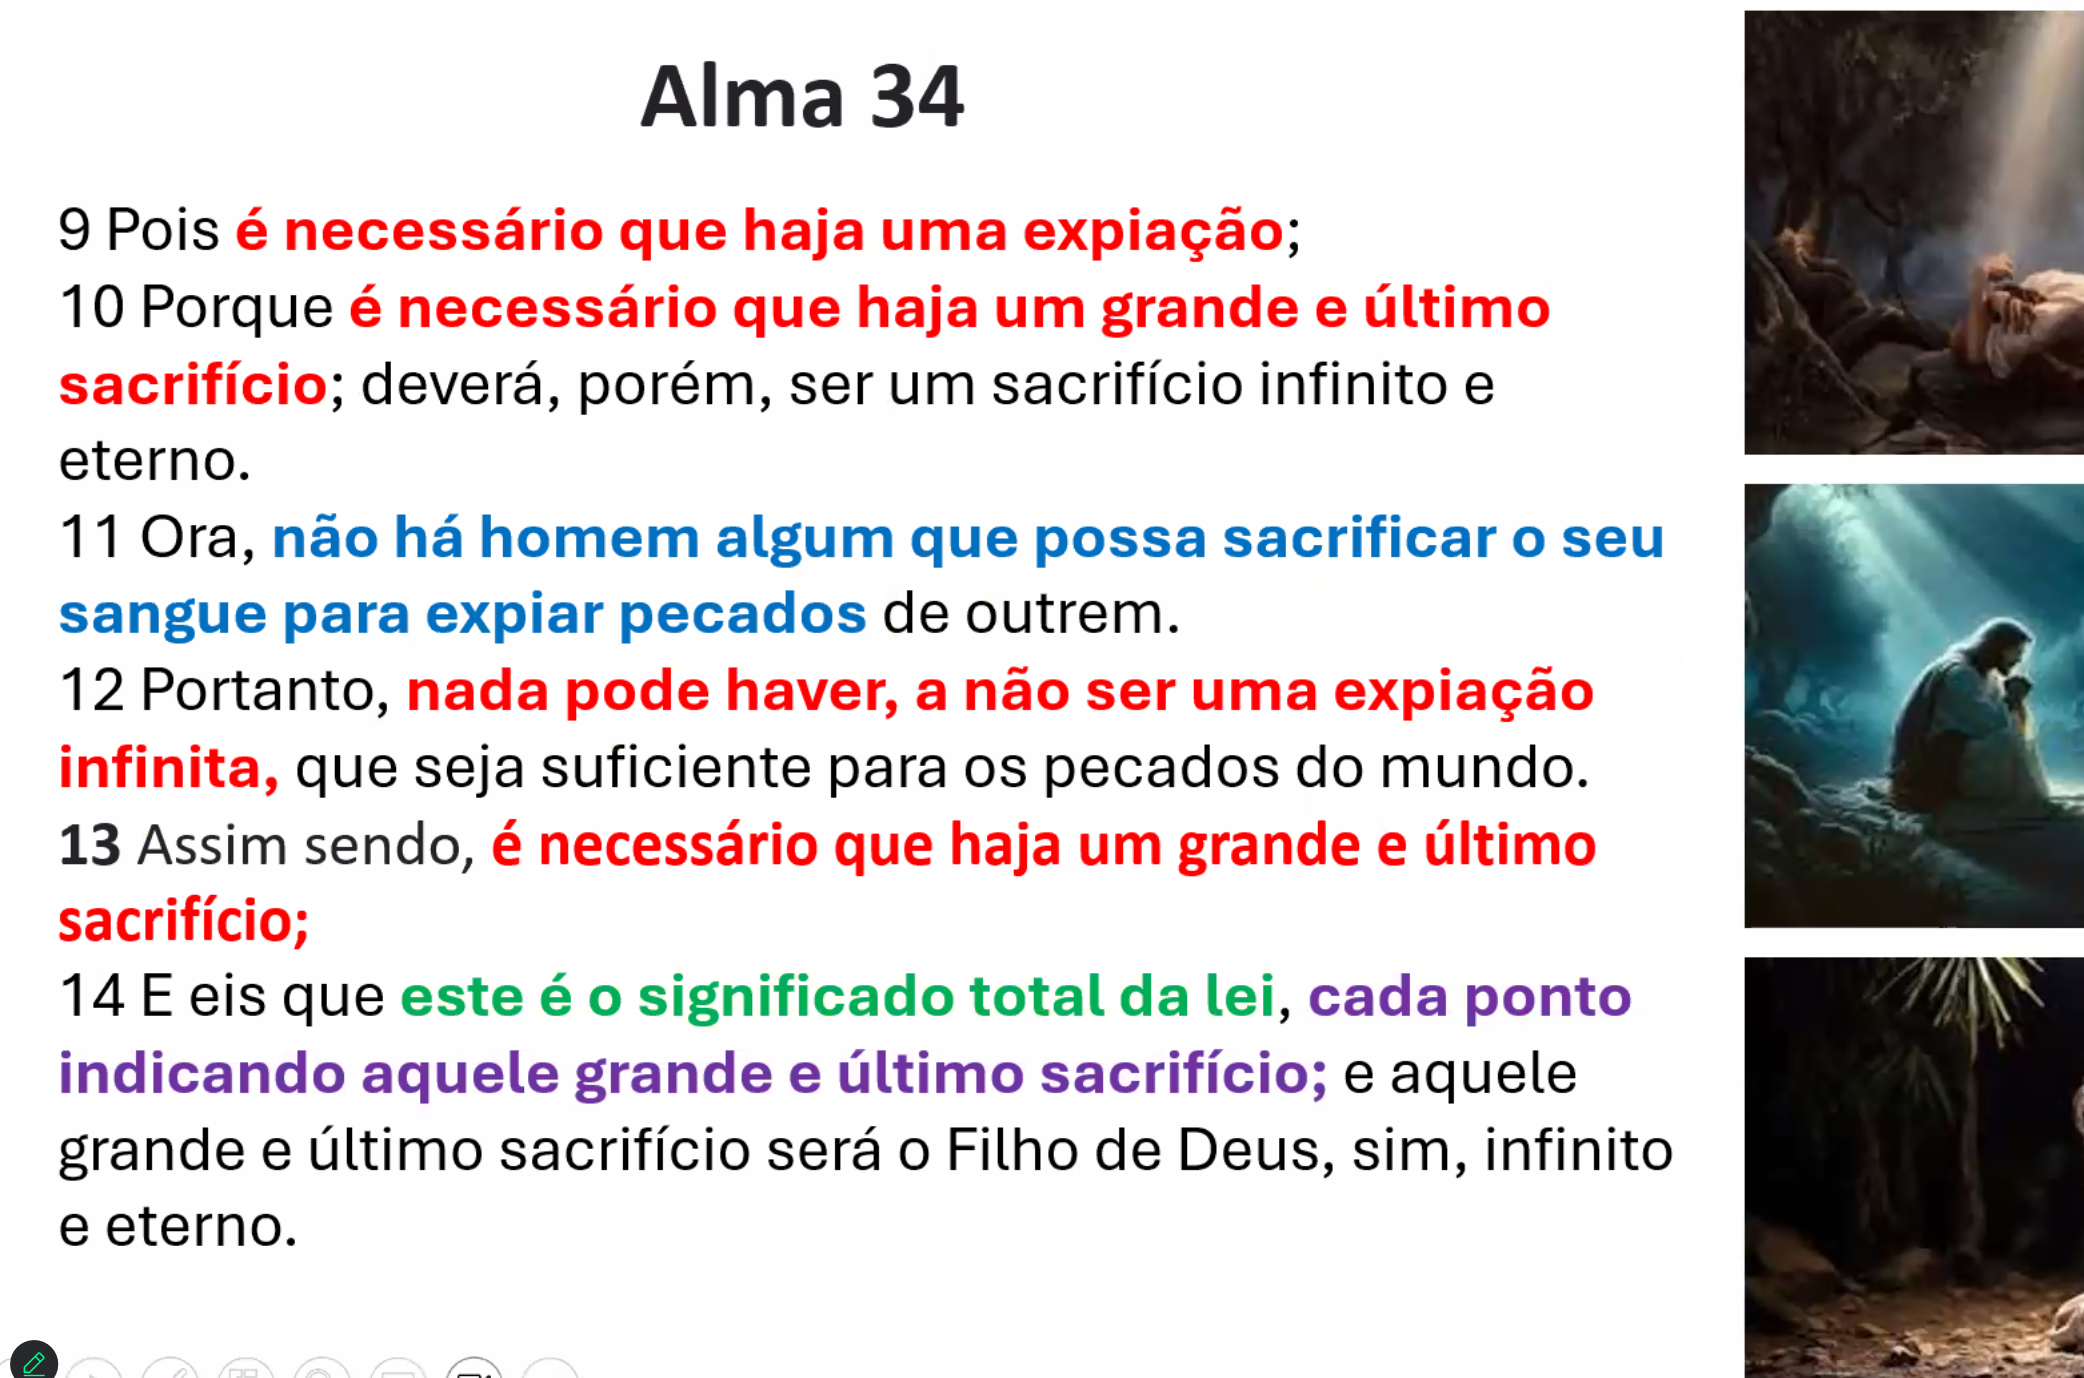 Alma 34
9 Pois é necessário que haja uma expiação;
10 Porque é necessário que haja um grande e último
sacrifício; deverá, porém, ser um sacrifício infinito e
eterno.
11 Ora, não há homem algum que possa sacrificar o seu
sangue para expiar pecados de outrem.
12 Portanto, nada pode haver, a não ser uma expiação
infinita, que seja suficiente para os pecados do mundo.
13 Assim sendo, é necessário que haja um grande e último
sacrifício;
14 E eis que este é o significado total da lei, cada ponto
indicando aquele grande e último sacrifício; e aquele
grande e último sacrifício será o Filho de Deus, sim, infinito
e eterno.